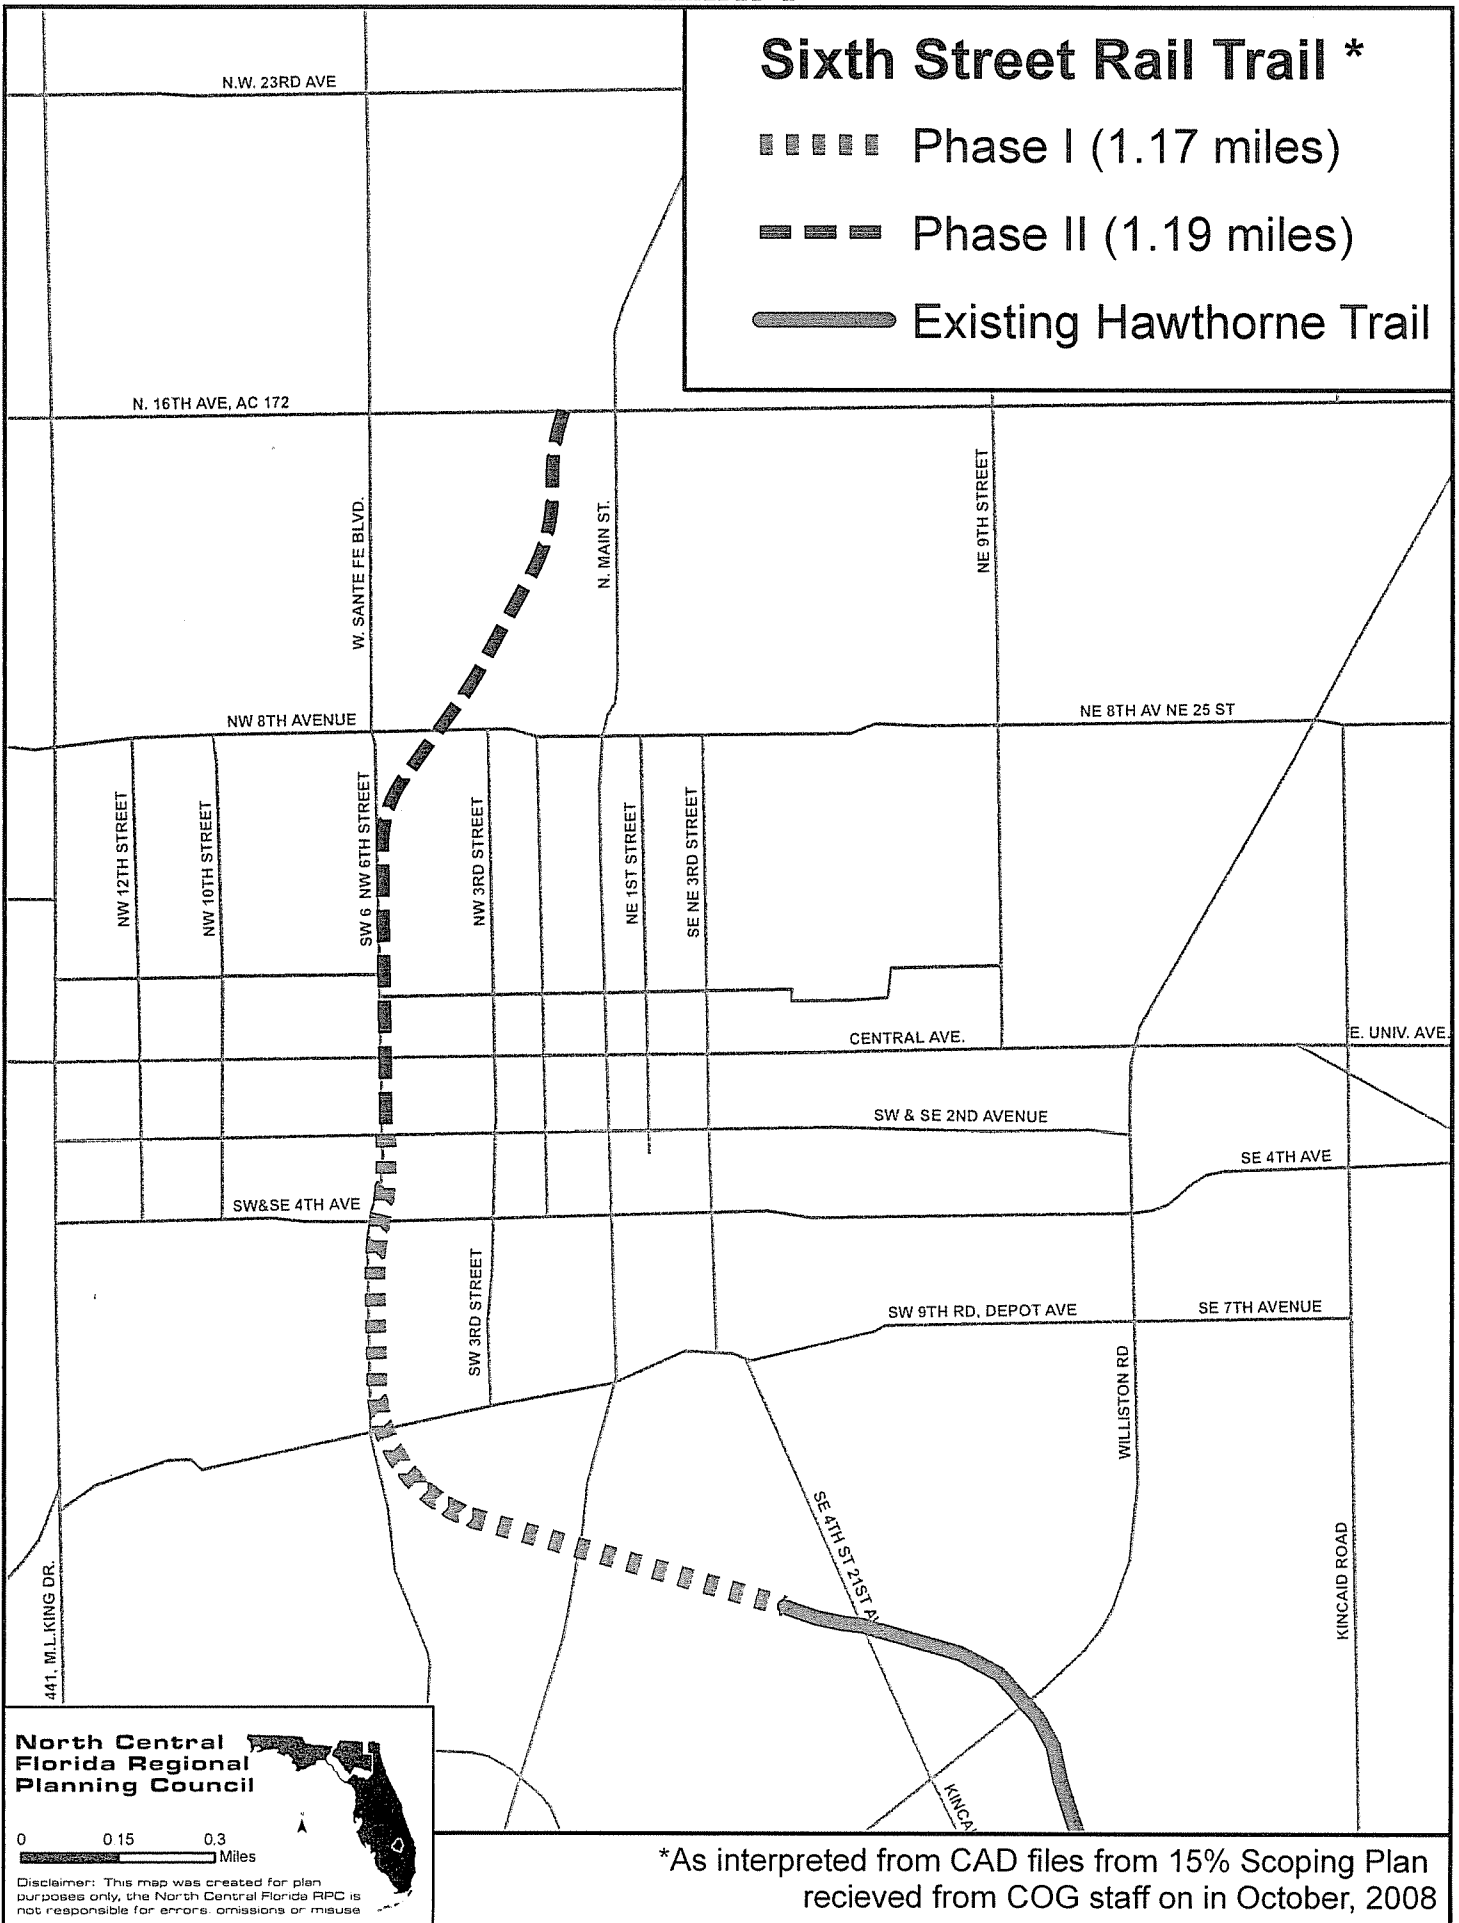 Sixth Street Rail Trail *
Phase I (1.17 miles)
Phase II (1.19 miles)
Existing Hawthorne Trail
N.W. 23RD AVE
N. 16TH AVE, AC 172
W. SANTE FE BLVD.
N. MAIN ST.
NE 9TH STREET
NW 8TH AVENUE
NE 8TH AV NE 25 ST
NW 12TH STREET
NW 10TH STREET
SW 6 NW 6TH STREET
NW 3RD STREET
NE 1ST STREET
SE NE 3RD STREET
CENTRAL AVE.
E. UNIV. AVE.
SW & SE 2ND AVENUE
SE 4TH AVE
SW&SE 4TH AVE
SW 3RD STREET
SW 9TH RD, DEPOT AVE
SE 7TH AVENUE
WILLISTON RD
SE 4TH ST 21ST AV
KINCAID ROAD
441, M.L.KING DR.
KINCAI
North Central
Florida Regional
Planning Council
N
0 0.15 0.3
Miles
Disclaimer: This map was created for plan
purposes only, the North Central Florida RPC is
not responsible for errors, omissions or misuse
*As interpreted from CAD files from 15% Scoping Plan
recieved from COG staff on in October, 2008